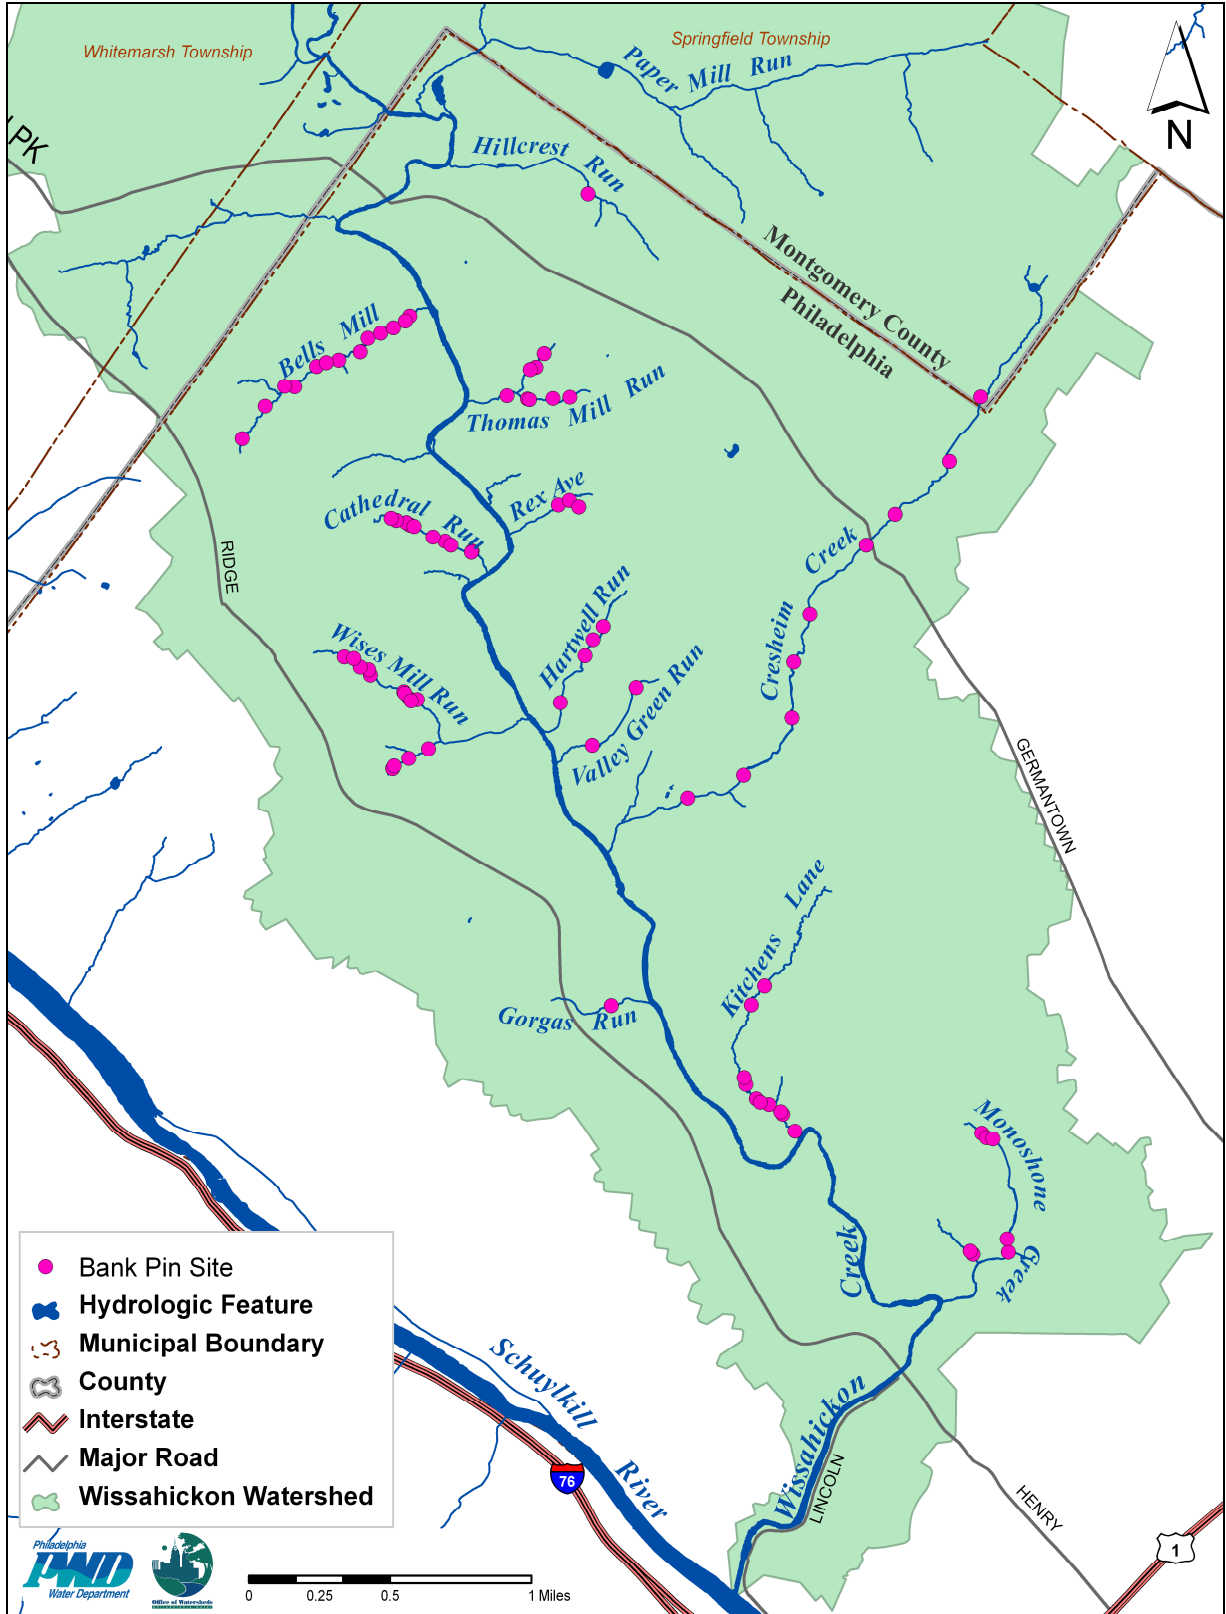 Whitemarsh Township
Springfield Township
Paper Mill Run
N
PK
Hillcrest Run
Montgomery County
Philadelphia
Bells Mill
Thomas Mill Run
Rex Ave
Cathedral Run
RIDGE
Creek
Cresheim
Hartwell Run
Wises Mill Run
Valley Green Run
GERMANTOWN
Kitchens Lane
Gorgas Run
Monoshone
Creek
Creek
Wissahickon
LINCOLN
HENRY
Schuylkill
River
76
1
Bank Pin Site
Hydrologic Feature
Municipal Boundary
County
Interstate
Major Road
Wissahickon Watershed
Philadelphia
PWD
Water Department
Office of Watersheds
0 0.25 0.5 1 Miles